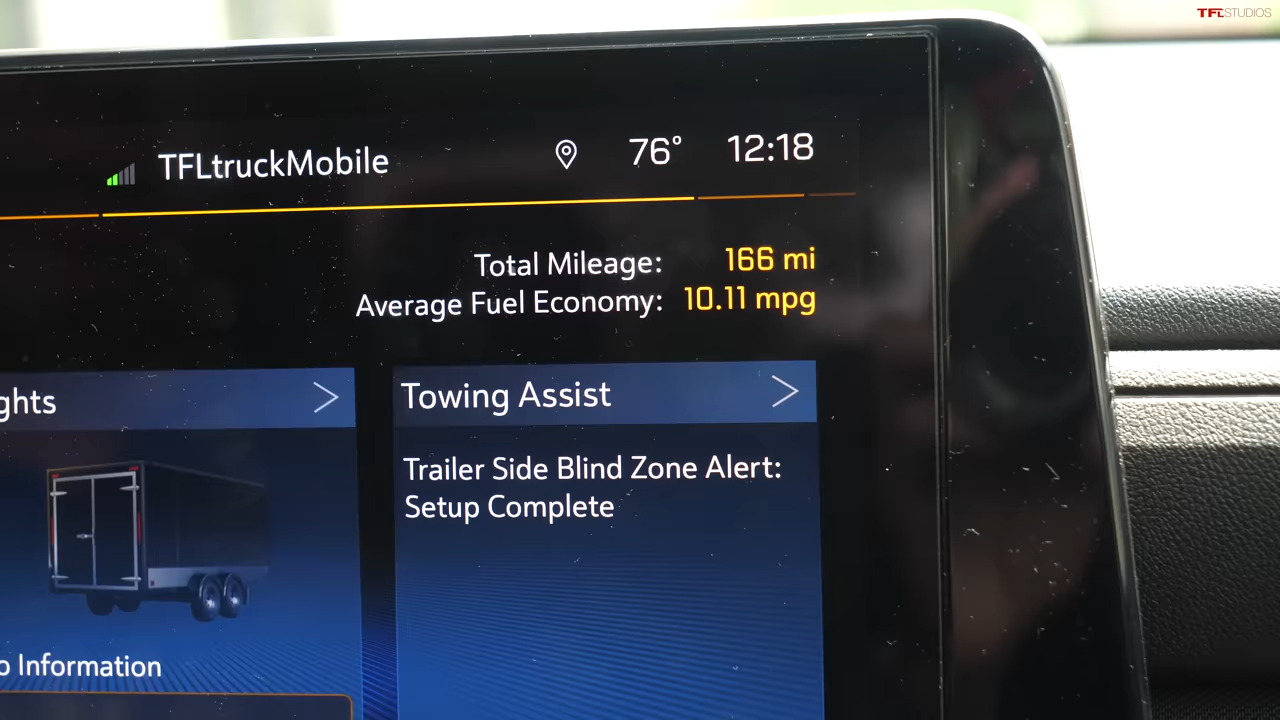 TFLSTUDIOS
TFLtruckMobile 76° 12:18
Total Mileage: 166 mi
Average Fuel Economy: 10.11 mpg
ghts > Towing Assist >
Trailer Side Blind Zone Alert:
Setup Complete
o Information